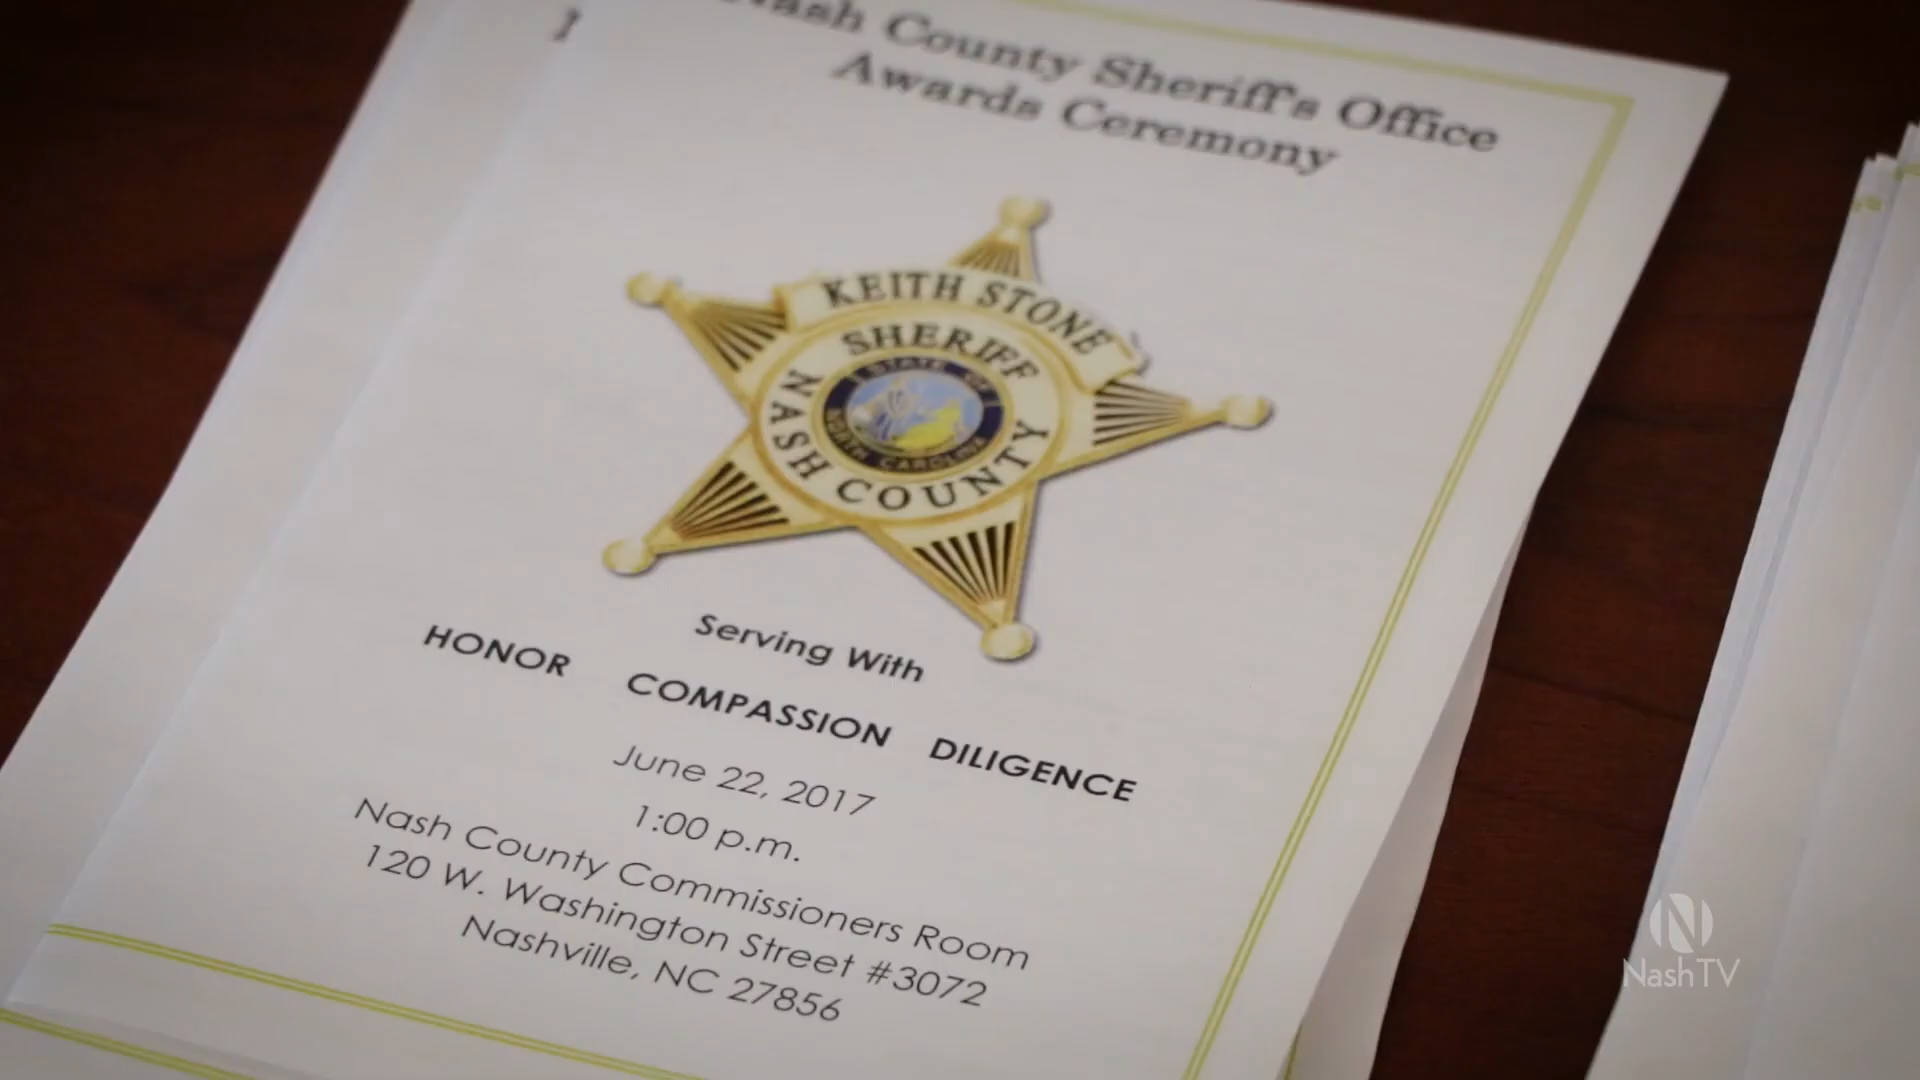 Nash County Sheriff's Office
Awards Ceremony
KEITH STONE
SHERIFF
STATE OF
NORTH CAROLINA
NASH COUNTY
Serving With
HONOR COMPASSION DILIGENCE
June 22, 2017
1:00 p.m.
Nash County Commissioners Room
120 W. Washington Street #3072
Nashville, NC 27856
N
NashTV